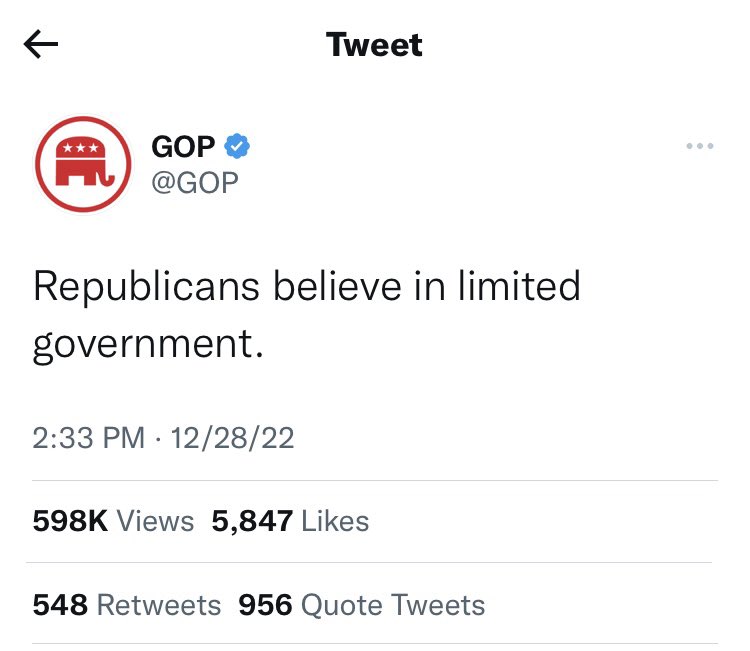 Tweet
GOP
@GOP
Republicans believe in limited
government.
2:33 PM · 12/28/22
598K Views 5,847 Likes
548 Retweets 956 Quote Tweets